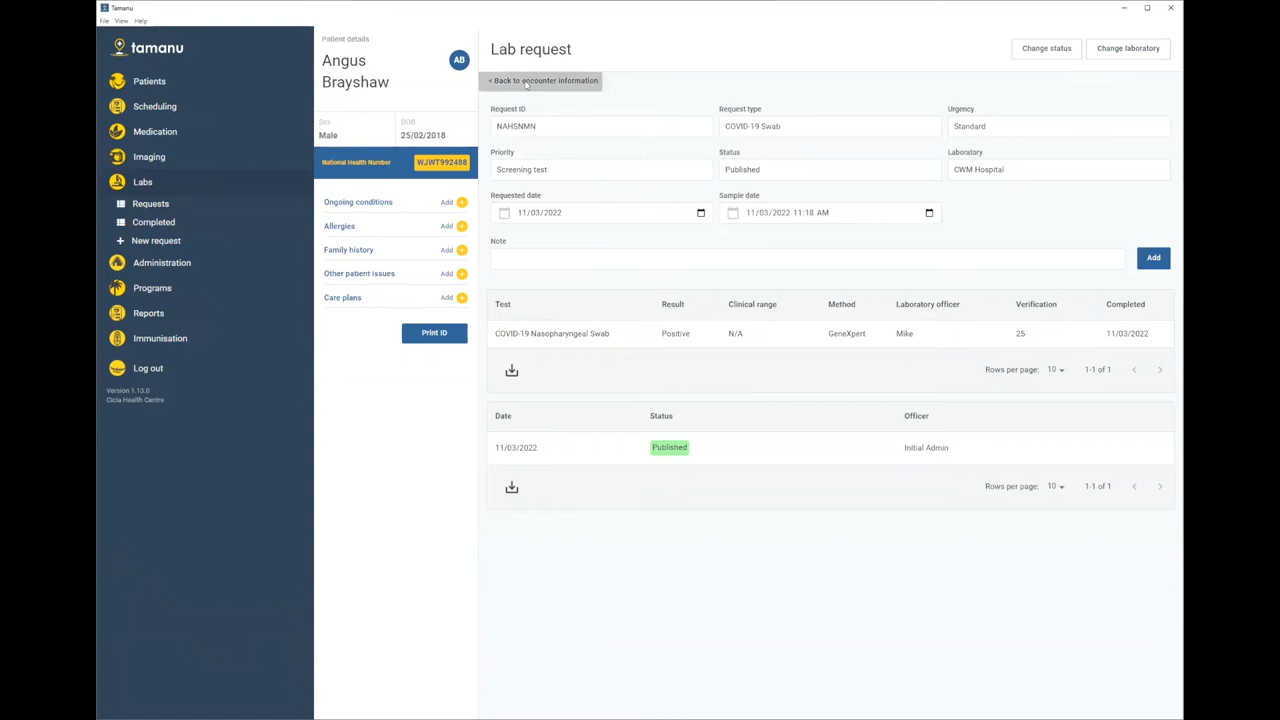 Tamanu
File View Help
tamanu
Patients
Scheduling
Medication
Imaging
Labs
Requests
Completed
New request
Administration
Programs
Reports
Immunisation
Log out
Version 1.13.0
Cicia Health Centre
Patient details
Angus
Brayshaw
AB
Sex
Male
DOB
25/02/2018
National Health Number WJWT992488
Ongoing conditions Add
Allergies Add
Family history Add
Other patient issues Add
Care plans Add
Print ID
Lab request
Change status Change laboratory
< Back to encounter information
Request ID Request type Urgency
NAHSNMN COVID-19 Swab Standard
Priority Status Laboratory
Screening test Published CWM Hospital
Requested date Sample date
11/03/2022 11/03/2022 11:18 AM
Note
Add
Test Result Clinical range Method Laboratory officer Verification Completed
COVID-19 Nasopharyngeal Swab Positive N/A GeneXpert Mike 25 11/03/2022
Rows per page: 10 1-1 of 1
Date Status Officer
11/03/2022 Published Initial Admin
Rows per page: 10 1-1 of 1